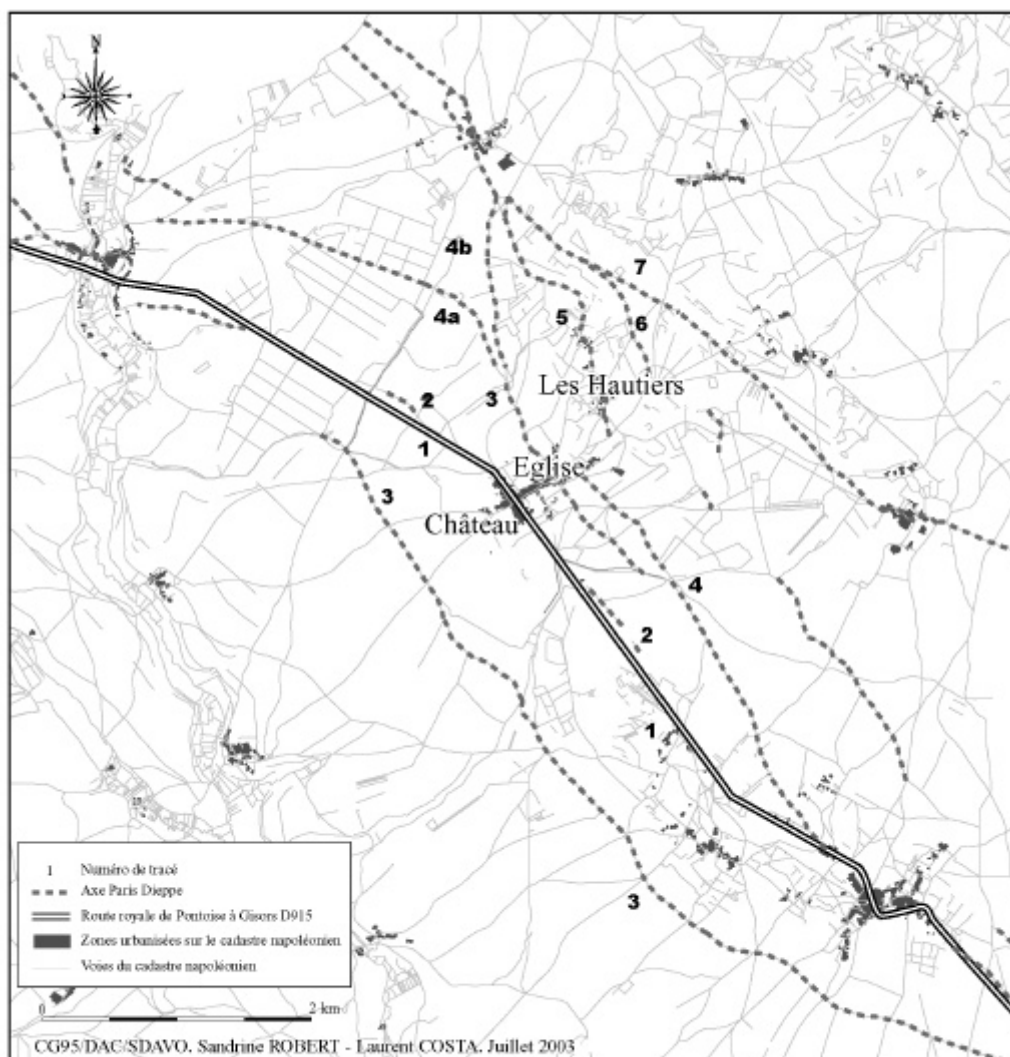 N
4b
7
4a
5
6
Les Hautiers
2
3
1
Eglise
3
Château
4
2
1
3
1 Numéro de tracé
Axe Paris Dieppe
Route royale de Pontoise à Gisors D915
Zones urbanisées sur le cadastre napoléonien
Voies du cadastre napoléonien
0 2 km
CG95/DAC/SDAVO. Sandrine ROBERT - Laurent COSTA. Juillet 2003